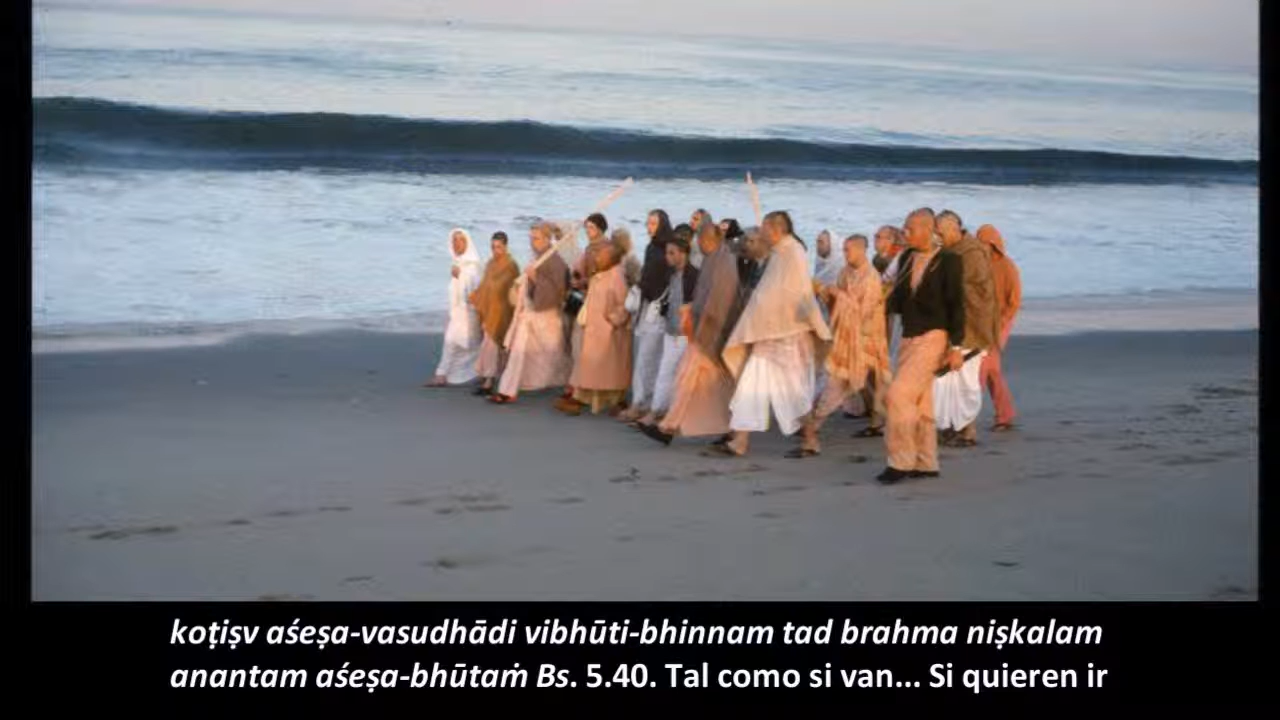 koṭiṣv aśeṣa-vasudhādi vibhūti-bhinnam tad brahma niṣkalam
anantam aśeṣa-bhūtaṁ Bs. 5.40. Tal como si van... Si quieren ir